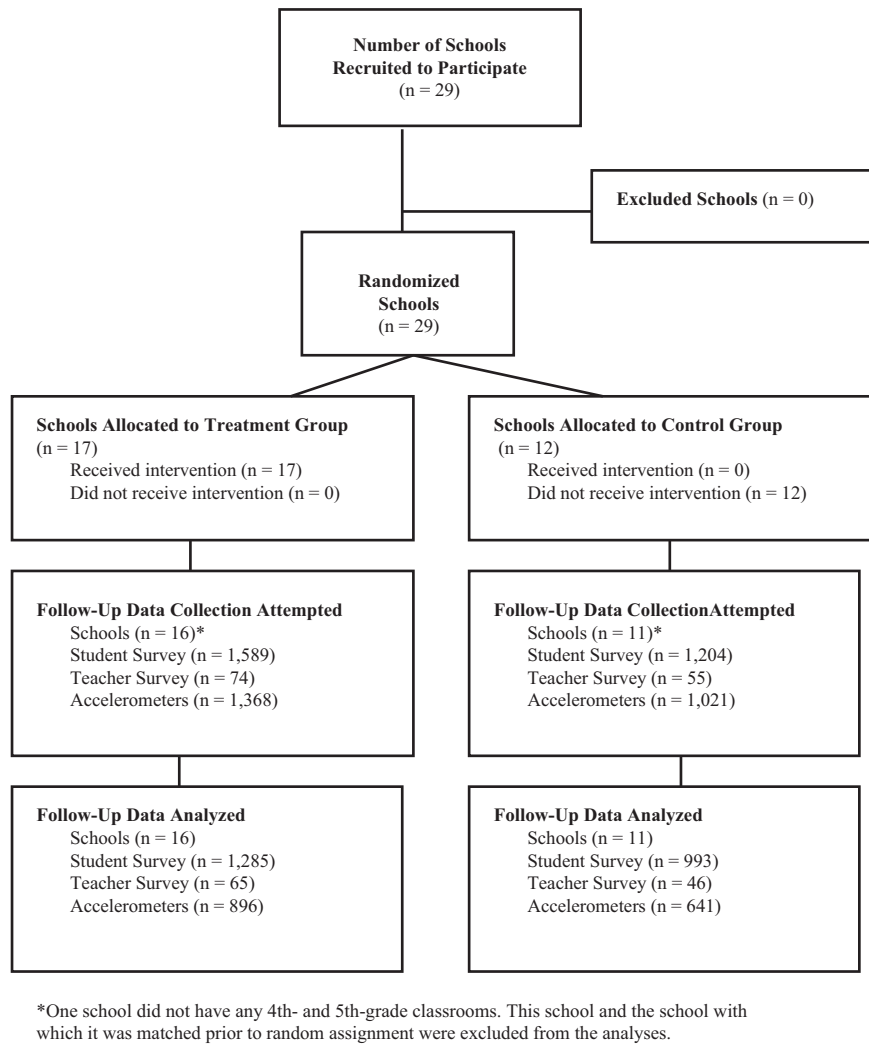 Number of Schools
Recruited to Participate
(n = 29)
Excluded Schools (n = 0)
Randomized
Schools
(n = 29)
Schools Allocated to Treatment Group
(n = 17)
Received intervention (n = 17)
Did not receive intervention (n = 0)
Schools Allocated to Control Group
(n = 12)
Received intervention (n = 0)
Did not receive intervention (n = 12)
Follow-Up Data Collection Attempted
Schools (n = 16)*
Student Survey (n = 1,589)
Teacher Survey (n = 74)
Accelerometers (n = 1,368)
Follow-Up Data CollectionAttempted
Schools (n = 11)*
Student Survey (n = 1,204)
Teacher Survey (n = 55)
Accelerometers (n = 1,021)
Follow-Up Data Analyzed
Schools (n = 16)
Student Survey (n = 1,285)
Teacher Survey (n = 65)
Accelerometers (n = 896)
Follow-Up Data Analyzed
Schools (n = 11)
Student Survey (n = 993)
Teacher Survey (n = 46)
Accelerometers (n = 641)
*One school did not have any 4th- and 5th-grade classrooms. This school and the school with
which it was matched prior to random assignment were excluded from the analyses.